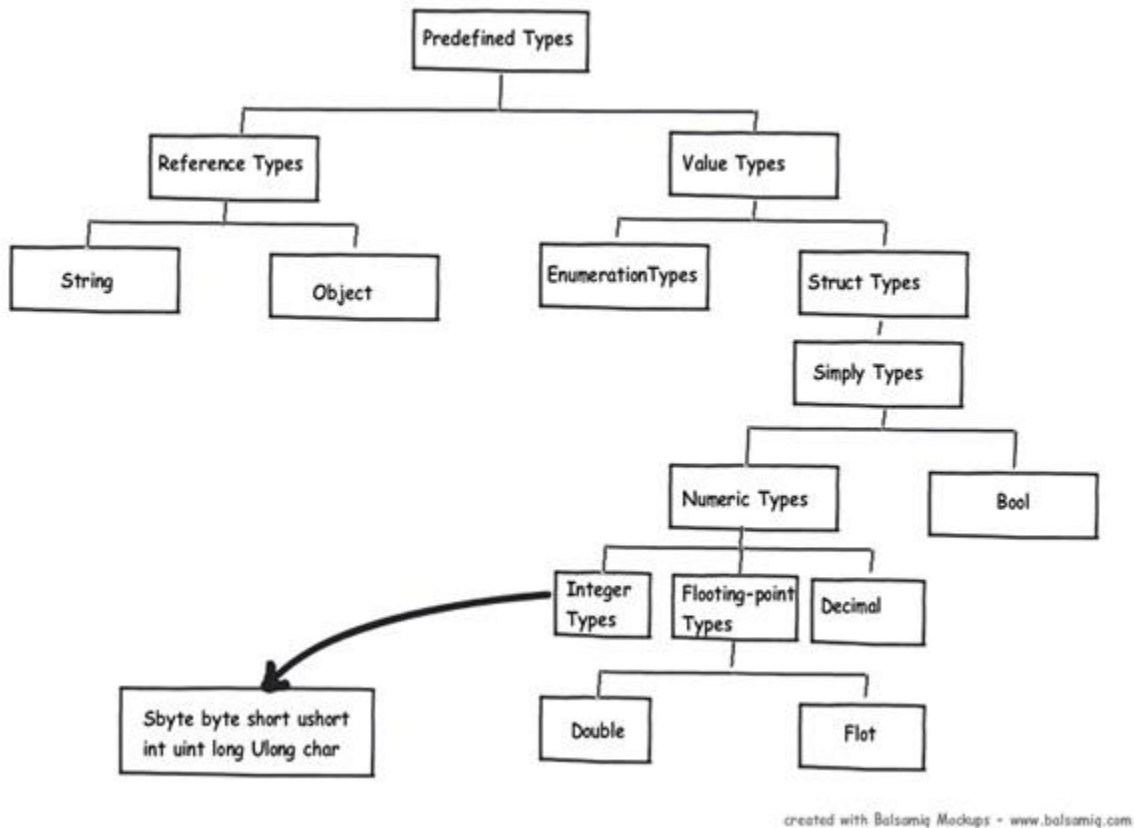 Predefined Types
Reference Types
Value Types
String
Object
EnumerationTypes
Struct Types
Simply Types
Numeric Types
Bool
Integer
Types
Flooting-point
Types
Decimal
Sbyte byte short ushort
int uint long Ulong char
Double
Flot
created with Balsamiq Mockups - www.balsamiq.com